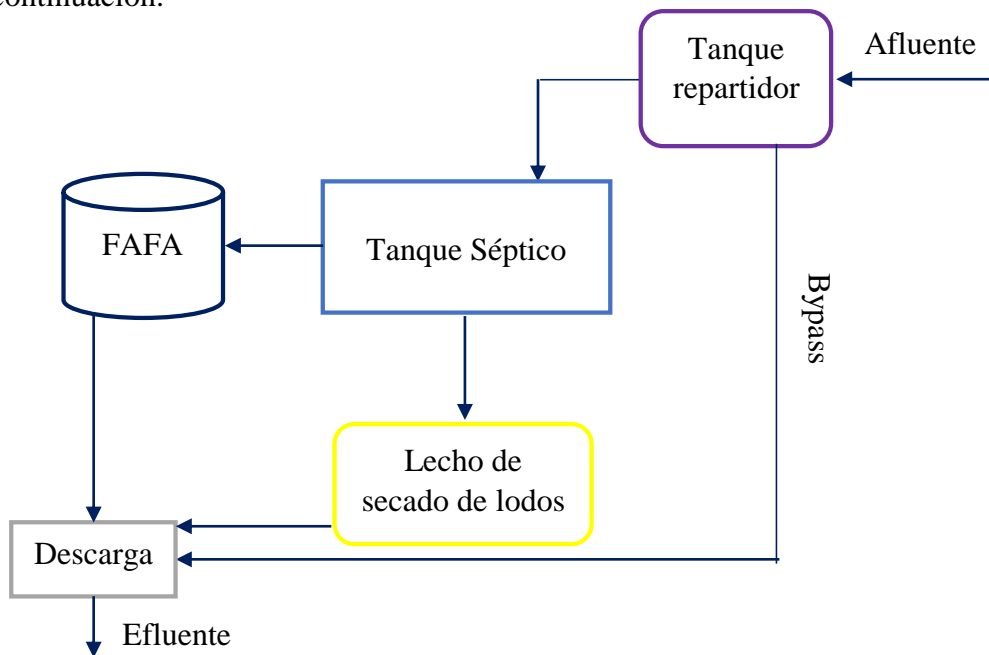 continuación.
Tanque
repartidor
Afluente
FAFA
Tanque Séptico
Bypass
Lecho de
secado de lodos
Descarga
Efluente